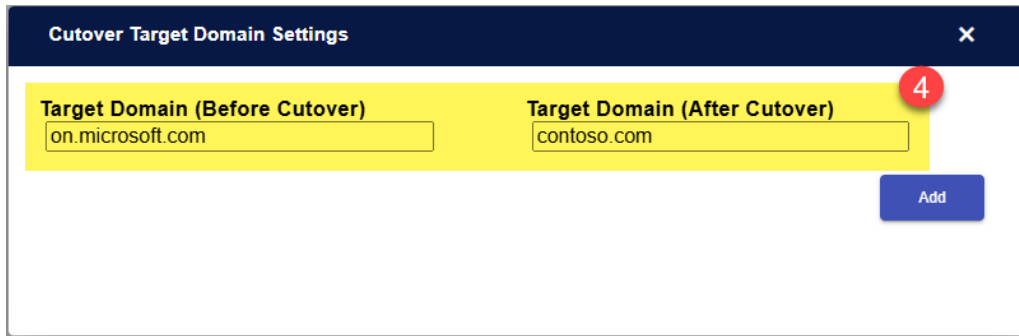 Cutover Target Domain Settings ×
4
Target Domain (Before Cutover) Target Domain (After Cutover)
on.microsoft.com contoso.com
Add